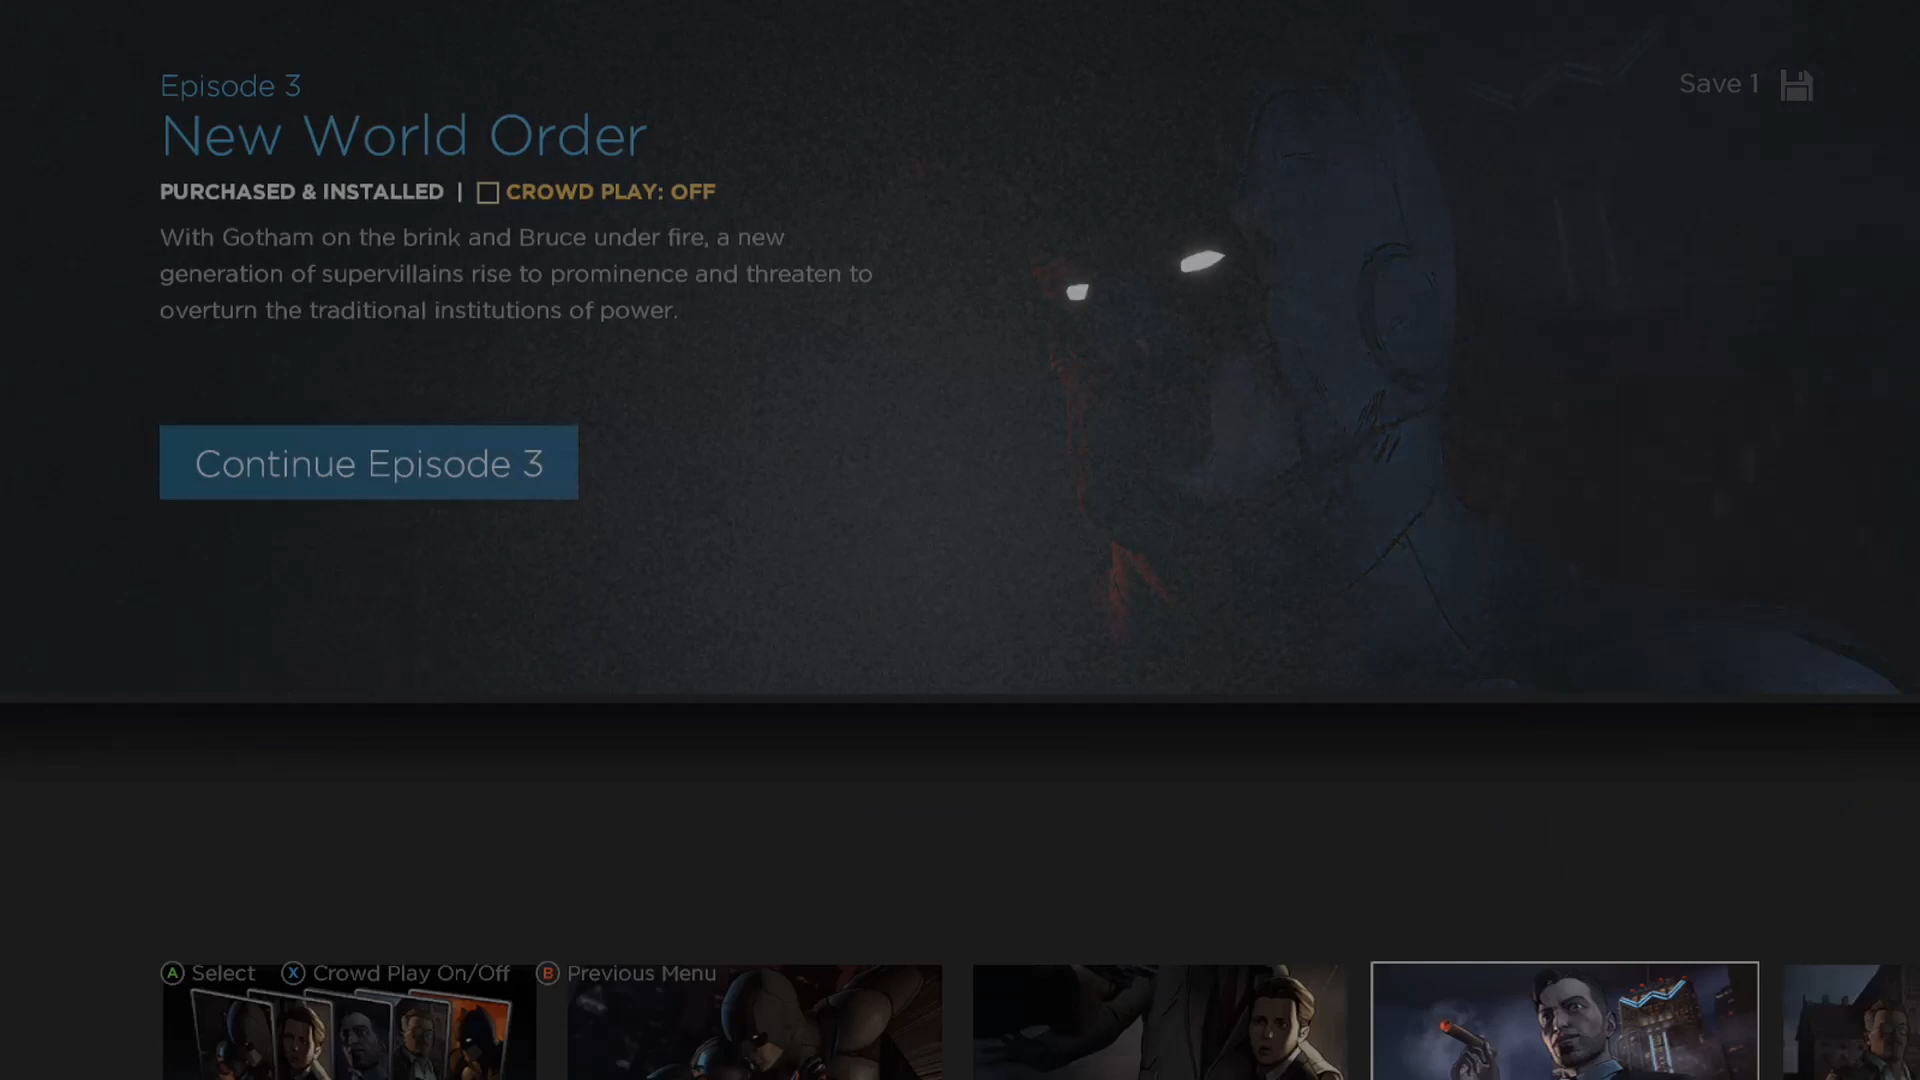 Episode 3
Save 1
New World Order
PURCHASED & INSTALLED | CROWD PLAY: OFF
With Gotham on the brink and Bruce under fire, a new
generation of supervillains rise to prominence and threaten to
overturn the traditional institutions of power.
Continue Episode 3
A Select X Crowd Play On/Off B Previous Menu